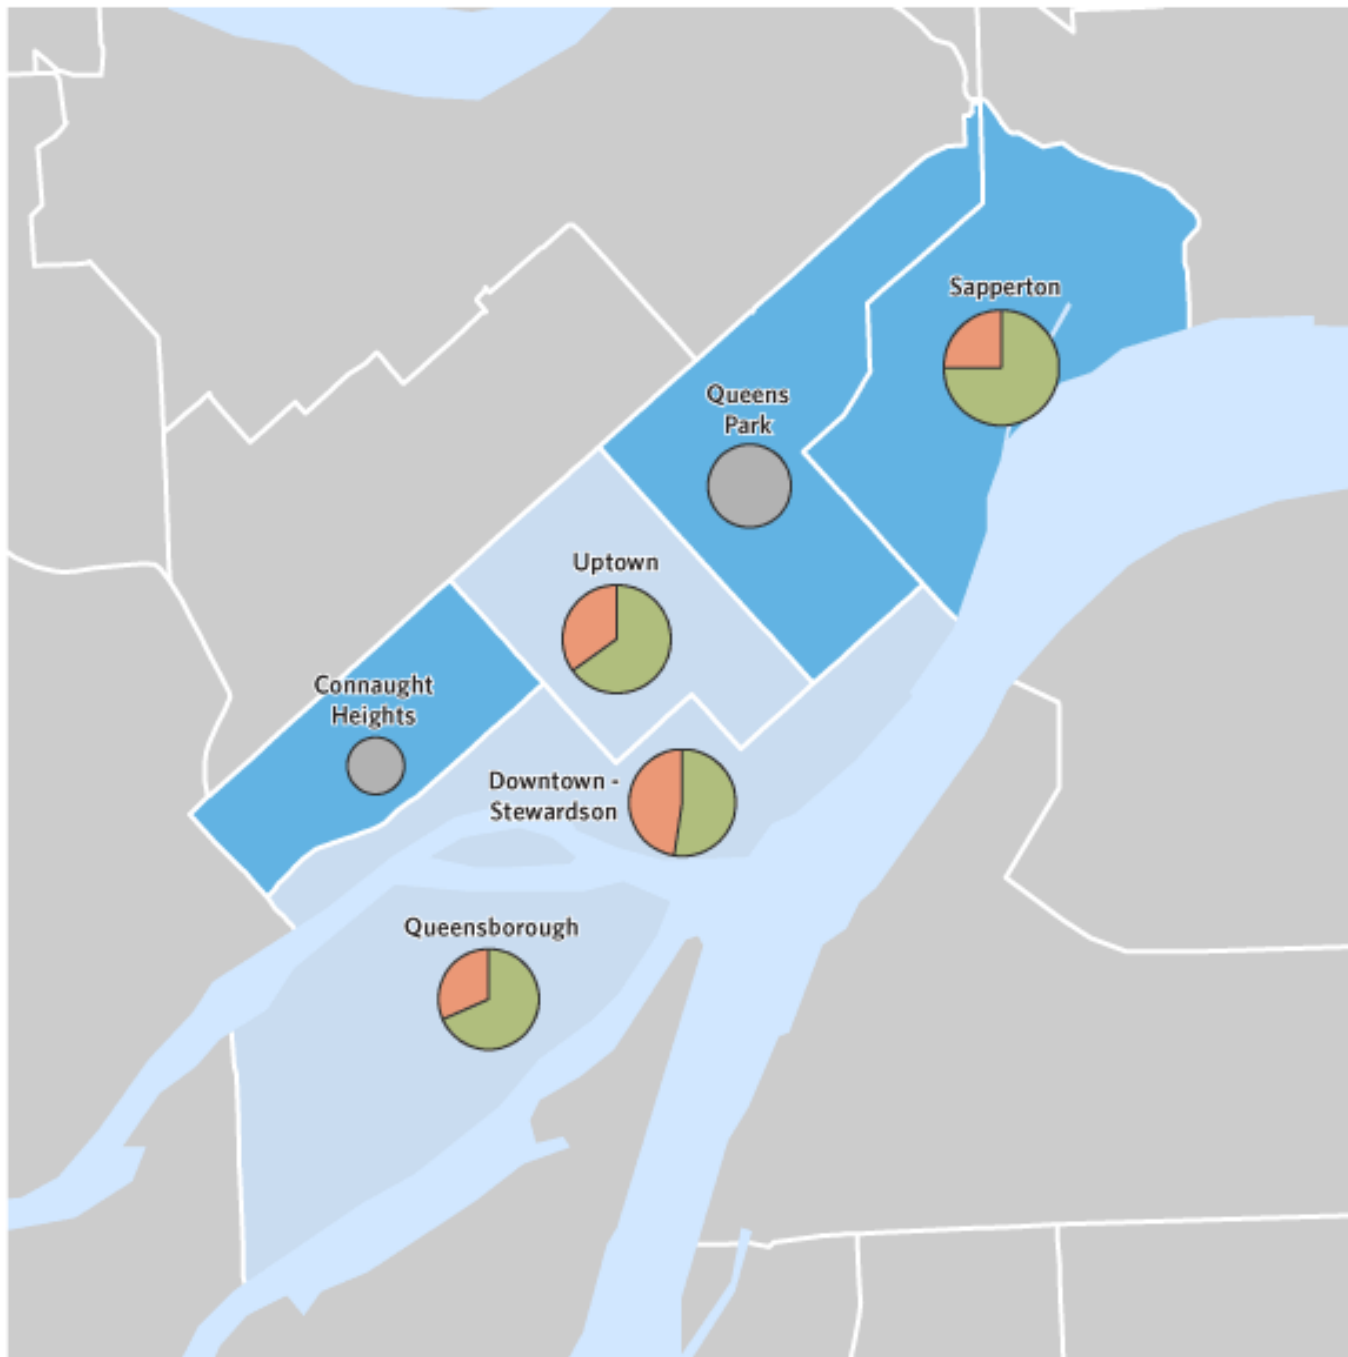 Sapperton
Queens
Park
Uptown
Connaught
Heights
Downtown -
Stewardson
Queensborough